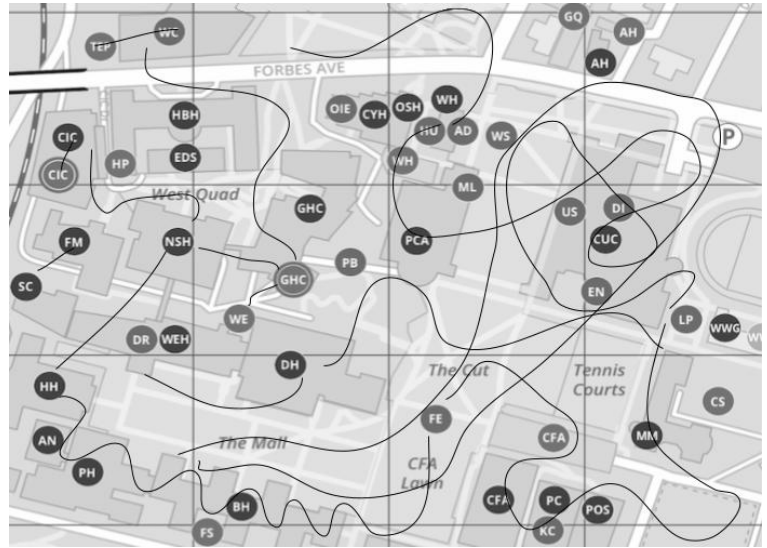 GQ
AH
WC
TEP
AH
FORBES AVE
WH
OSH
OIE
CYH
HBH
HU
AD
WS
P
CIC
EDS
HP
WH
CIC
ML
West Quad
GHC
US
DI
FM
NSH
PCA
CUC
PB
GHC
SC
EN
WE
LP
WWG
WV
DR
WEH
DH
The Cut
Tennis
Courts
HH
CS
FE
AN
The Mall
CFA
MM
PH
CFA
Lawn
CFA
PC
BH
POS
FS
KC